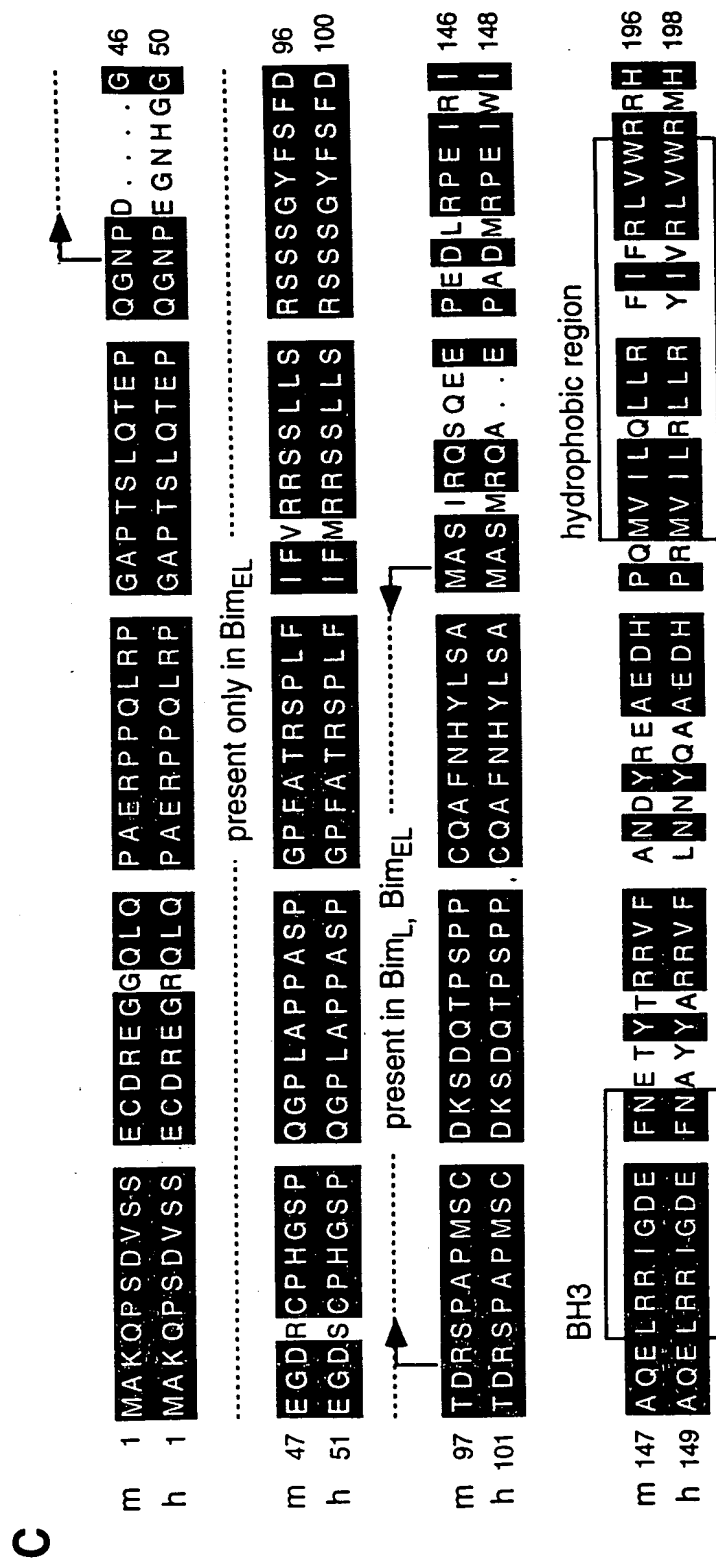 C
m 1 MAKQPSDVSS ECDREGGQLQ PAERPPQLRP GAPTSLQTEP QGNPD....G 46
h 1 MAKQPSDVSS ECDREGRQLQ PAERPPQLRP GAPTSLQTEP QGNPEGNHGG 50
present only in BimEL
m 47 EGDRCPHGSP QGPLAPPASP GPFATRSPLF IFVRRSSLLS RSSSGYFSFD 96
h 51 EGDSCPHGSP QGPLAPPASP GPFATRSPLF IFMRRSSLLS RSSSGYFSFD 100
present in BimL, BimEL
m 97 TDRSPAPMSC DKSDQTPSPP CQAFNHYLSA MASIRQSQEE PEDLRPEIRI 146
h 101 TDRSPAPMSC DKSDQTPSPP CQAFNHYLSA MASMRQA..E PADMRPEIWI 148
BH3 hydrophobic region
m 147 AQELRRIGDE FNETYTRRVF ANDYREAEDH PQMVILQLLR FIFRLVWRRH 196
h 149 AQELRRIGDE FNAYYARRVF LNNYQAAEDH PRMVILRLLR YIVRLVWRMH 198